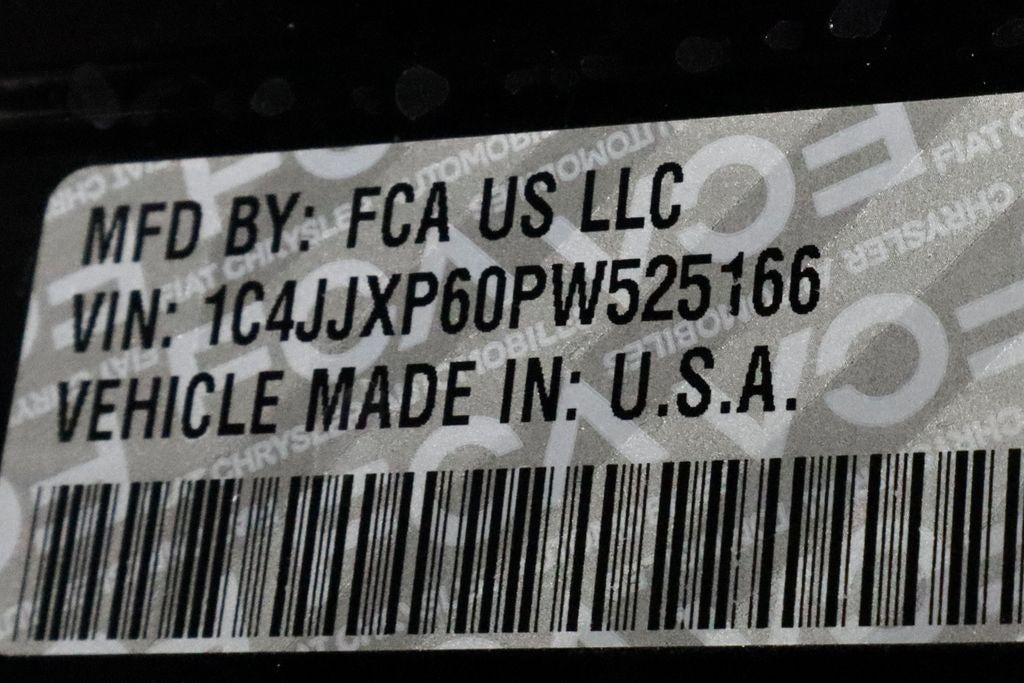 MFD BY: FCA US LLC
VIN: 1C4JJXP60PW525166
VEHICLE MADE IN: U.S.A.